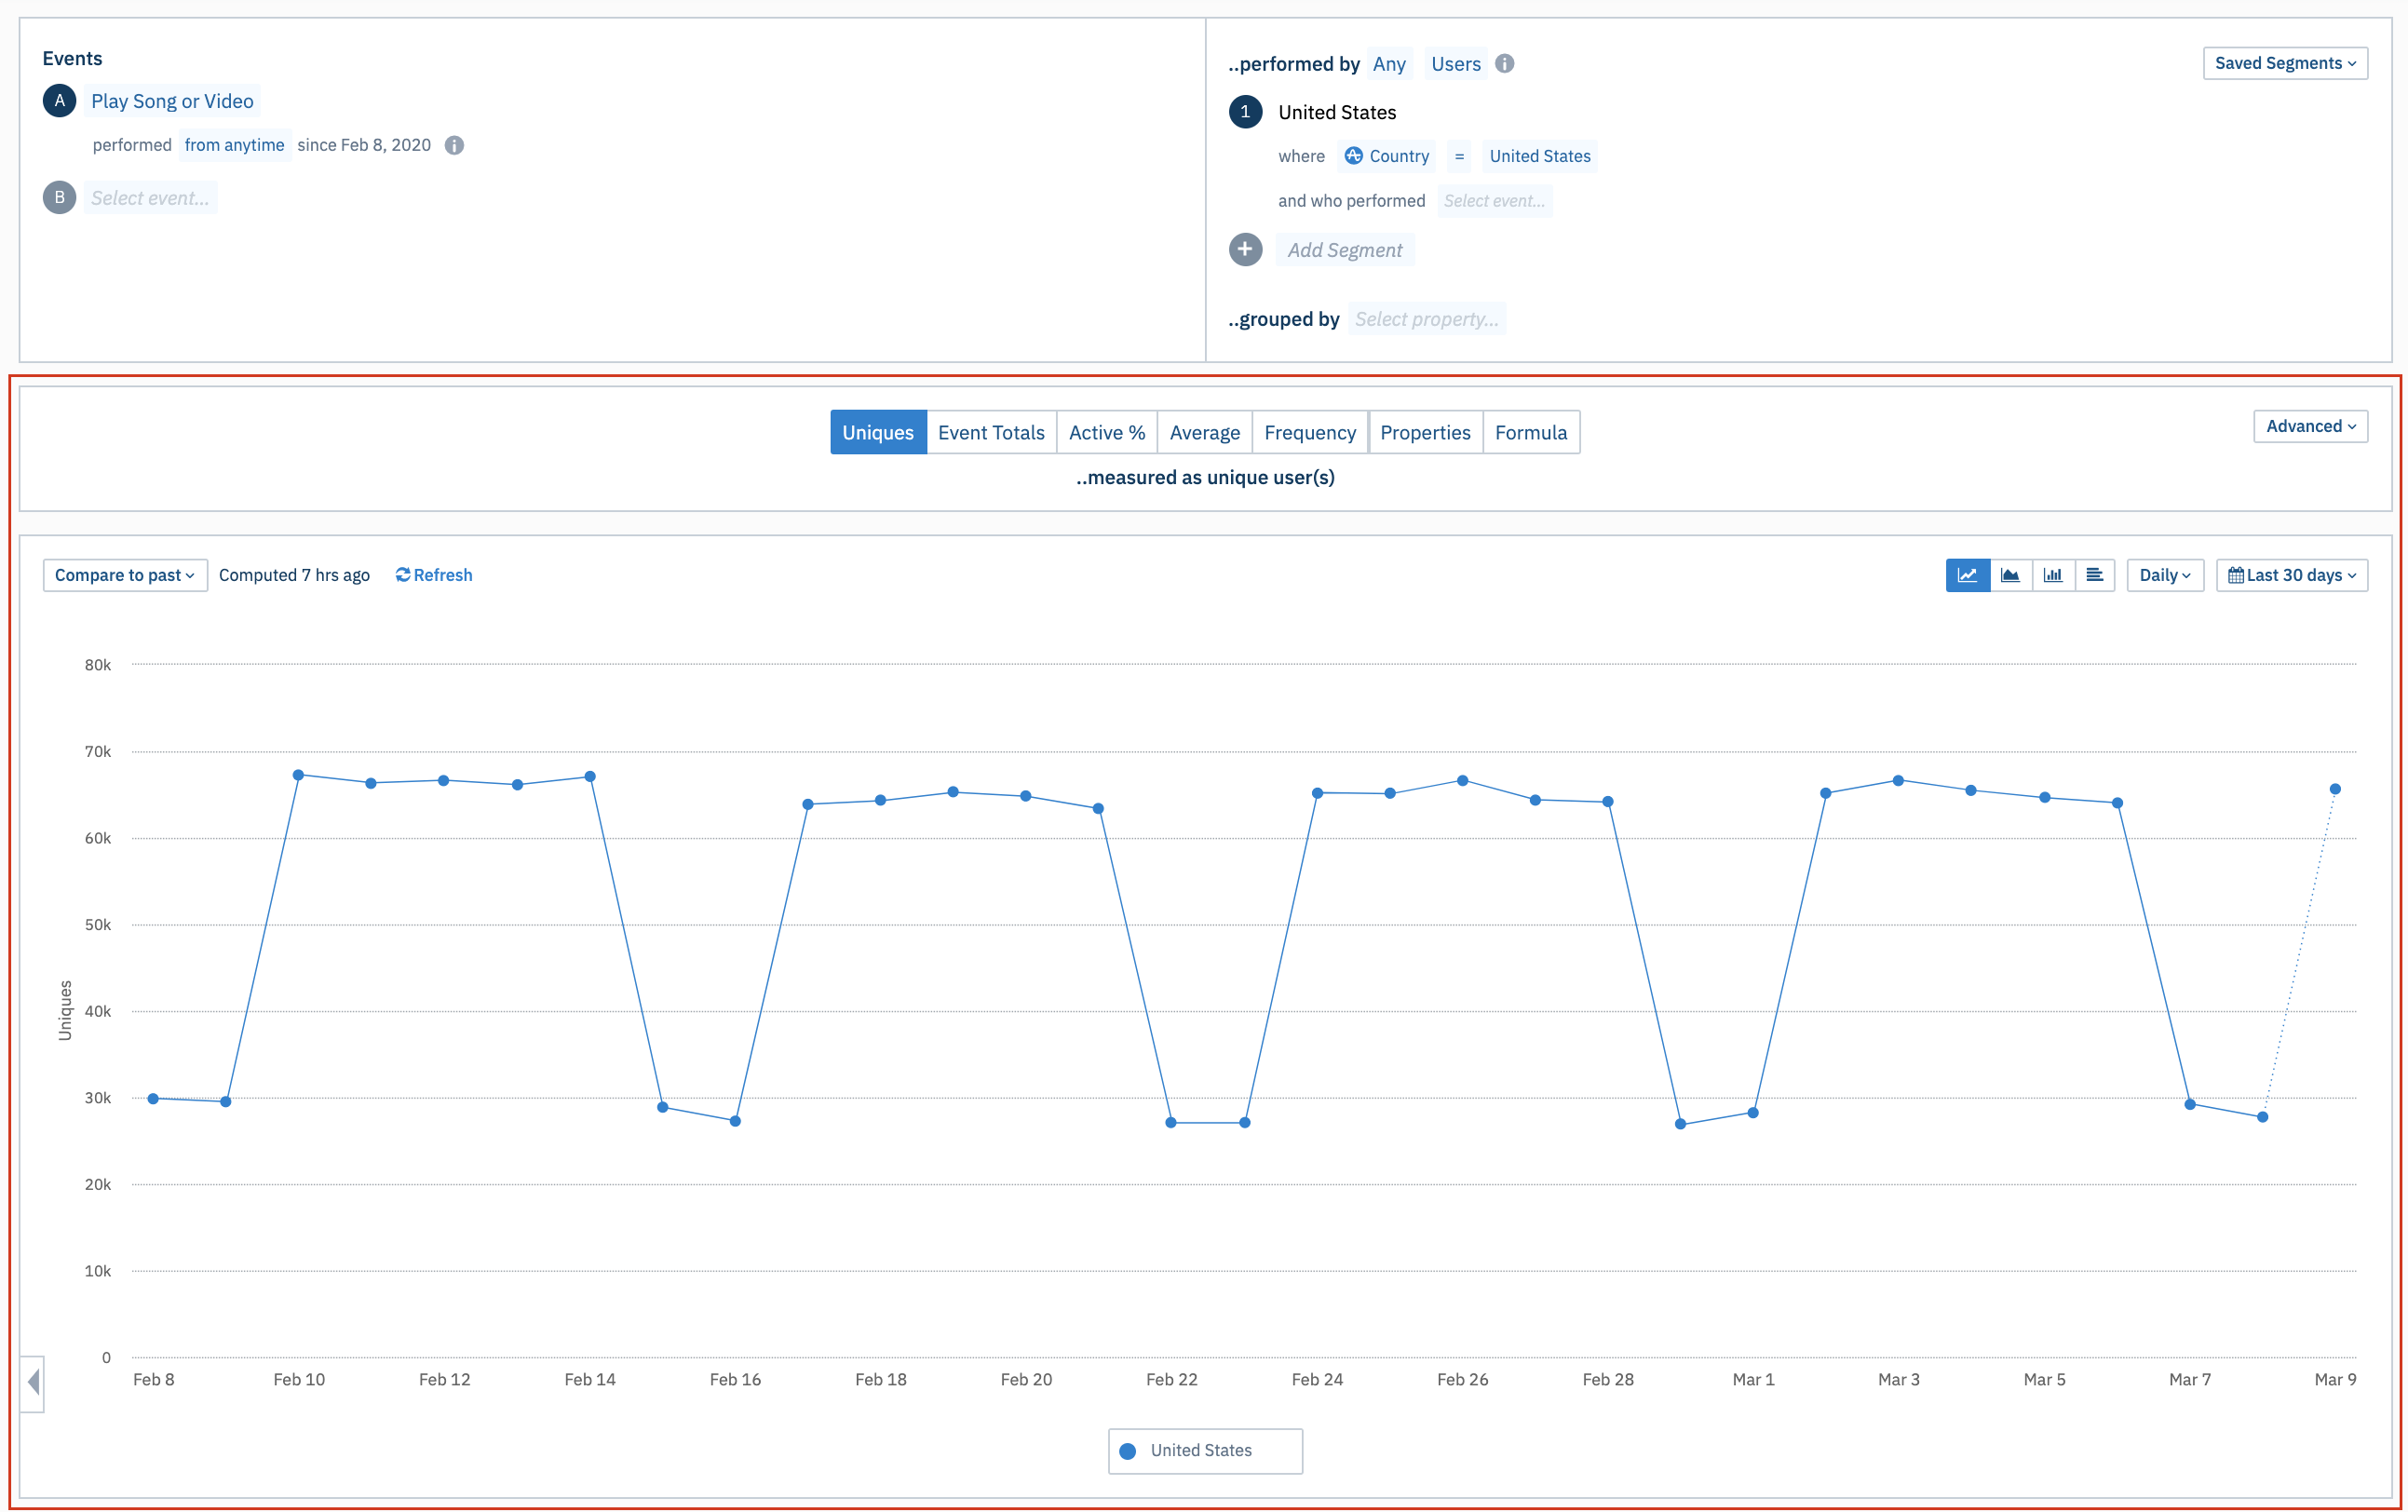 Events
A Play Song or Video
performed from anytime since Feb 8, 2020 i
B Select event...
..performed by Any Users i
Saved Segments
1 United States
where Country = United States
and who performed Select event...
+ Add Segment
..grouped by Select property...
Uniques Event Totals Active % Average Frequency Properties Formula
Advanced
..measured as unique user(s)
Compare to past Computed 7 hrs ago Refresh
Daily Last 30 days
80k
70k
60k
50k
40k
30k
20k
10k
0
Uniques
Feb 8 Feb 10 Feb 12 Feb 14 Feb 16 Feb 18 Feb 20 Feb 22 Feb 24 Feb 26 Feb 28 Mar 1 Mar 3 Mar 5 Mar 7 Mar 9
United States